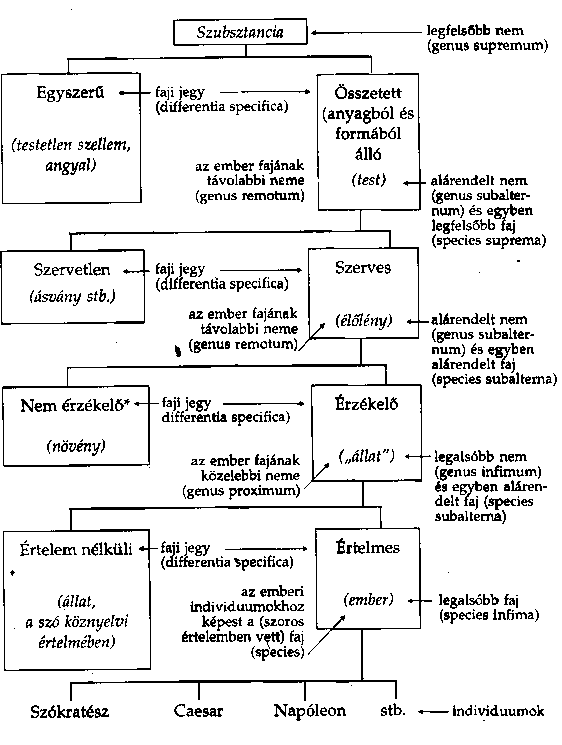 Szubsztancia
legfelsőbb nem
(genus supremum)
Egyszerű
(testetlen szellem,
angyal)
faji jegy
(differentia specifica)
Összetett
(anyagból és
formából
álló
(test)
az ember fajának
távolabbi neme
(genus remotum)
alárendelt nem
(genus subalter-
num) és egyben
legfelsőbb faj
(species suprema)
Szervetlen
(ásvány stb.)
faji jegy
(differentia specifica)
Szerves
(élőlény)
az ember fajának
távolabbi neme
(genus remotum)
alárendelt nem
(genus subalter-
num) és egyben
alárendelt faj
(species subalterna)
Nem érzékelő*
(növény)
faji jegy
differentia specifica)
Érzékelő
(„állat”)
az ember fajának
közelebbi neme
(genus proximum)
legalsóbb nem
(genus infimum)
és egyben aláren-
delt faj (species
subalterna)
Értelem nélküli
(állat,
a szó köznyelvi
értelmében)
faji jegy
(differentia specifica)
Értelmes
(ember)
az emberi
individuumokhoz
képest a (szoros
értelemben vett) faj
(species)
legalsóbb faj
(species infima)
Szókratész
Caesar
Napóleon
stb.
individuumok